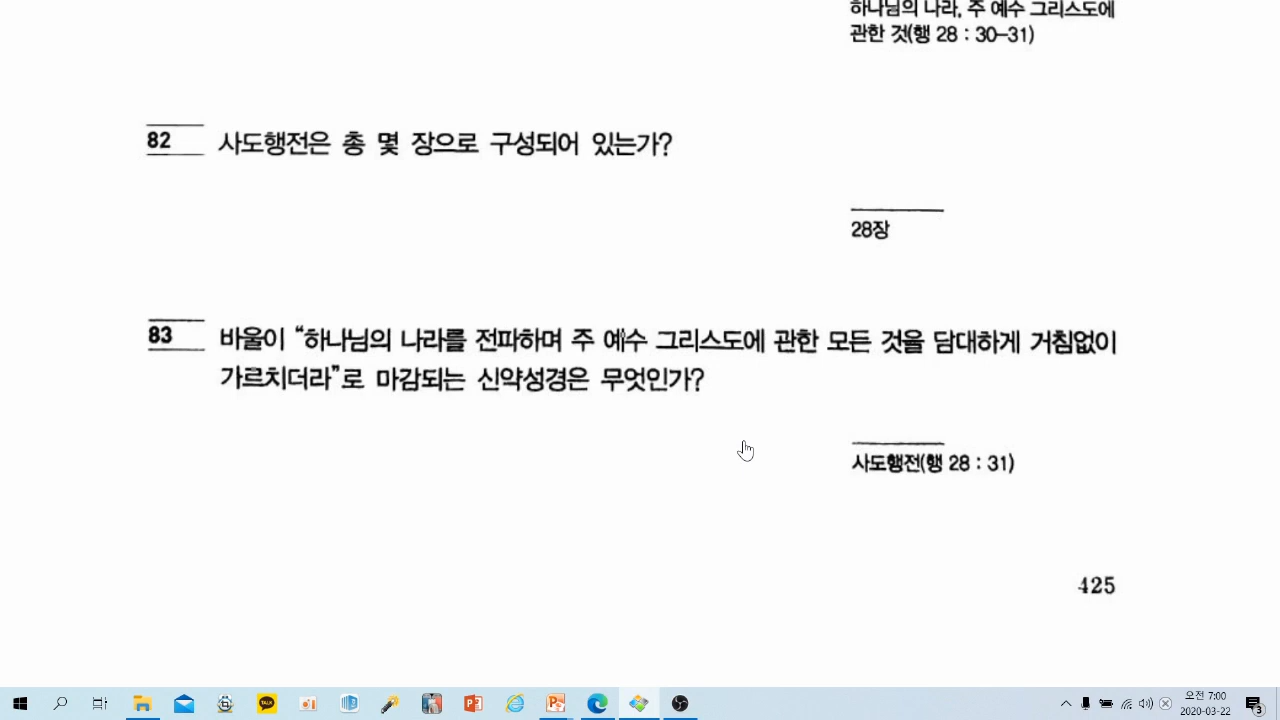 하나님의 나라, 주 예수 그리스도에
관한 것(행 28 : 30–31)
82 사도행전은 총 몇 장으로 구성되어 있는가?
28장
83 바울이 “하나님의 나라를 전파하며 주 예수 그리스도에 관한 모든 것을 담대하게 거침없이
가르치더라”로 마감되는 신약성경은 무엇인가?
사도행전(행 28 : 31)
425
TALK
오전 7:00
2020-03-22
3